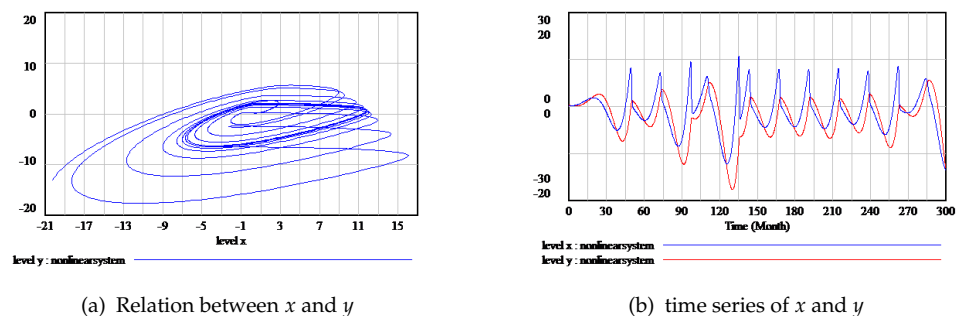 20
10
0
−10
−20
−21 −17 −13 −9 −5 −1 3 7 11 15
level x
level y : nonlinearsystem
(a) Relation between x and y
30
20
0
0
−30
−20
0 30 60 90 120 150 180 210 240 270 300
Time (Month)
level x : nonlinearsystem
level y : nonlinearsystem
(b) time series of x and y